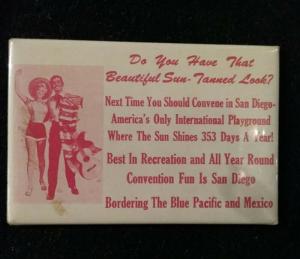 Do You Have That
Beautiful Sun-Tanned Look?
Next Time You Should Convene in San Diego-
America's Only International Playground
Where The Sun Shines 353 Days A Year!
Best In Recreation and All Year Round
Convention Fun Is San Diego
Bordering The Blue Pacific and Mexico